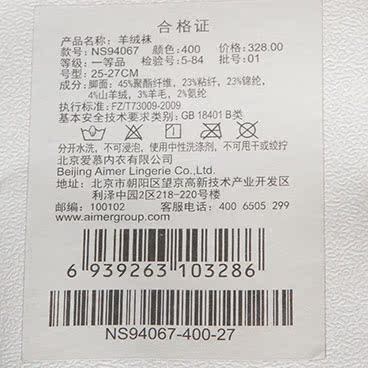 合格证
产品名称：羊绒袜
款号：NS94067 颜色：400 价格：328.00
等级：一等品 检验号：5-84 批号：01
号型：25-27CM
成分：脚面：45%聚酯纤维，23%粘纤，23%锦纶，
4%山羊绒，3%羊毛，2%氨纶
执行标准：FZ/T73009-2009
基本安全技术要求类别：GB 18401 B类
分开水洗，不可浸泡，使用中性洗涤剂，不可用干或绞拧
北京爱慕内衣有限公司
Beijing Aimer Lingerie Co.,Ltd.
地址：北京市朝阳区望京高新技术产业开发区
利泽中园2区218-220号楼
邮编：100102 客服电话：400 6505 299
www.aimergroup.com
6 939263 103286
NS94067-400-27